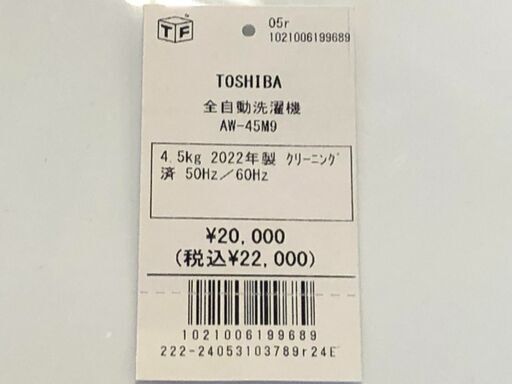 TF
05r
1021006199689
TOSHIBA
全自動洗濯機
AW-45M9
4.5kg 2022年製 ｸﾘｰﾆﾝｸﾞ
済 50Hz／60Hz
¥20,000
(税込¥22,000)
1021006199689
222-24053103789r24E